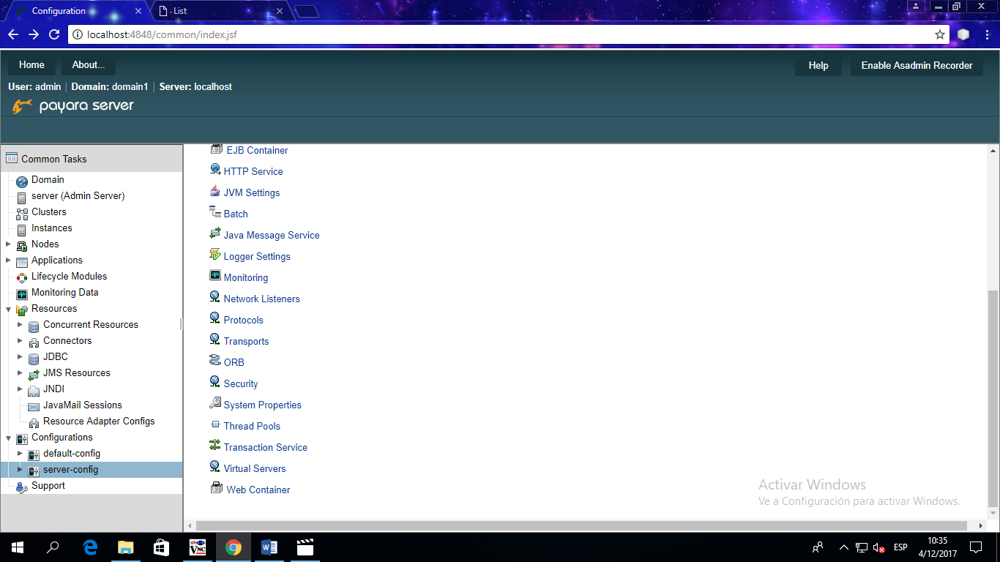 Configuration
List
localhost:4848/common/index.jsf
Home
About...
Help
Enable Asadmin Recorder
User: admin | Domain: domain1 | Server: localhost
payara server
Common Tasks
Domain
server (Admin Server)
Clusters
Instances
Nodes
Applications
Lifecycle Modules
Monitoring Data
Resources
Concurrent Resources
Connectors
JDBC
JMS Resources
JNDI
JavaMail Sessions
Resource Adapter Configs
Configurations
default-config
server-config
Support
EJB Container
HTTP Service
JVM Settings
Batch
Java Message Service
Logger Settings
Monitoring
Network Listeners
Protocols
Transports
ORB
Security
System Properties
Thread Pools
Transaction Service
Virtual Servers
Web Container
Activar Windows
Ve a Configuración para activar Windows.
VNC
ESP
10:35
4/12/2017